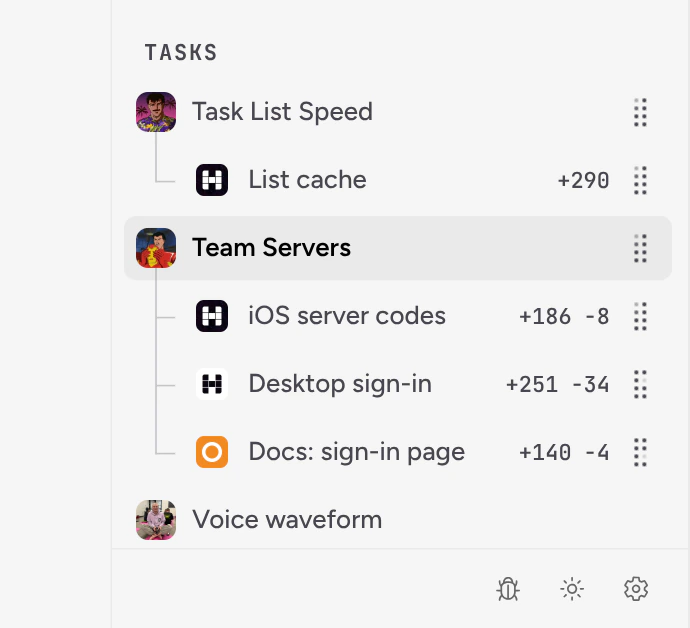 TASKS
Task List Speed
List cache +290
Team Servers
iOS server codes +186 -8
Desktop sign-in +251 -34
Docs: sign-in page +140 -4
Voice waveform